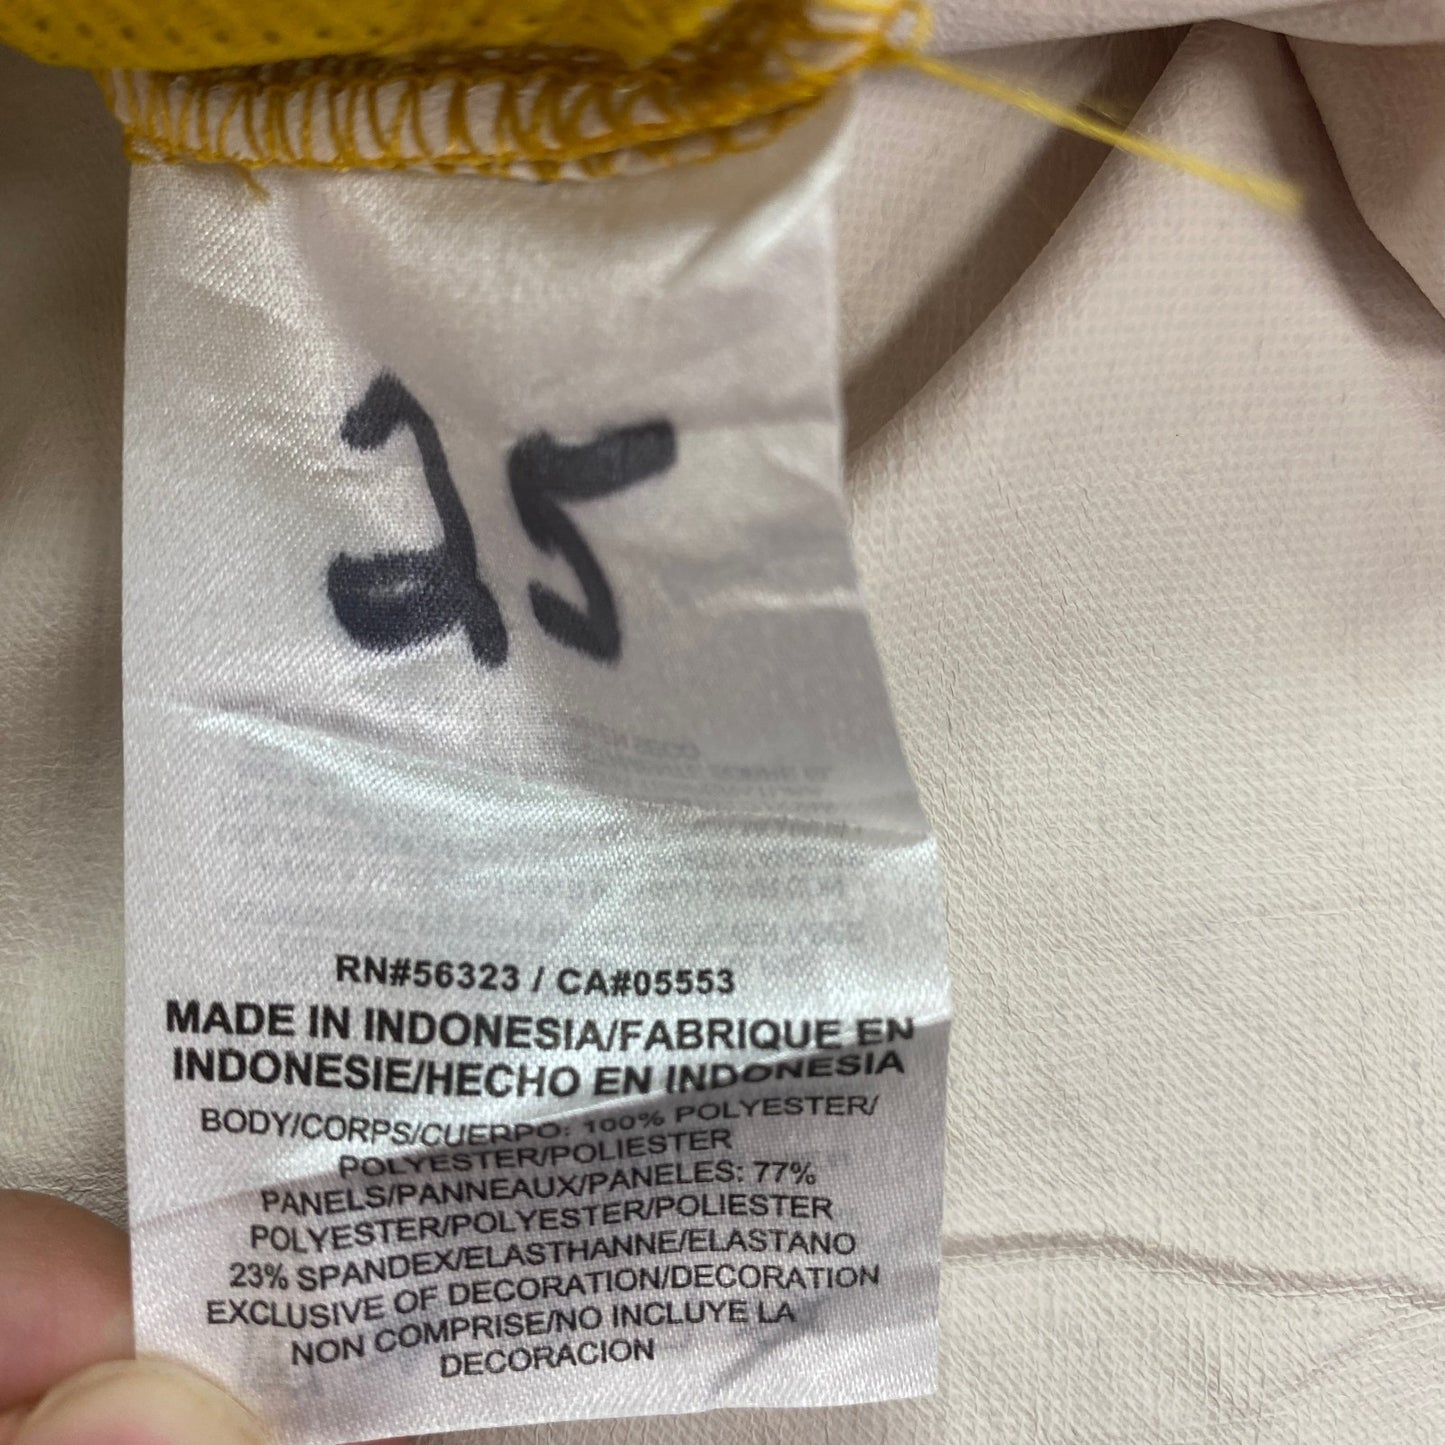 25
RN#56323 / CA#05553
MADE IN INDONESIA/FABRIQUE EN
INDONESIE/HECHO EN INDONESIA
BODY/CORPS/CUERPO: 100% POLYESTER/
POLYESTER/POLIESTER
PANELS/PANNEAUX/PANELES: 77%
POLYESTER/POLYESTER/POLIESTER
23% SPANDEX/ELASTHANNE/ELASTANO
EXCLUSIVE OF DECORATION/DECORATION
NON COMPRISE/NO INCLUYE LA
DECORACION